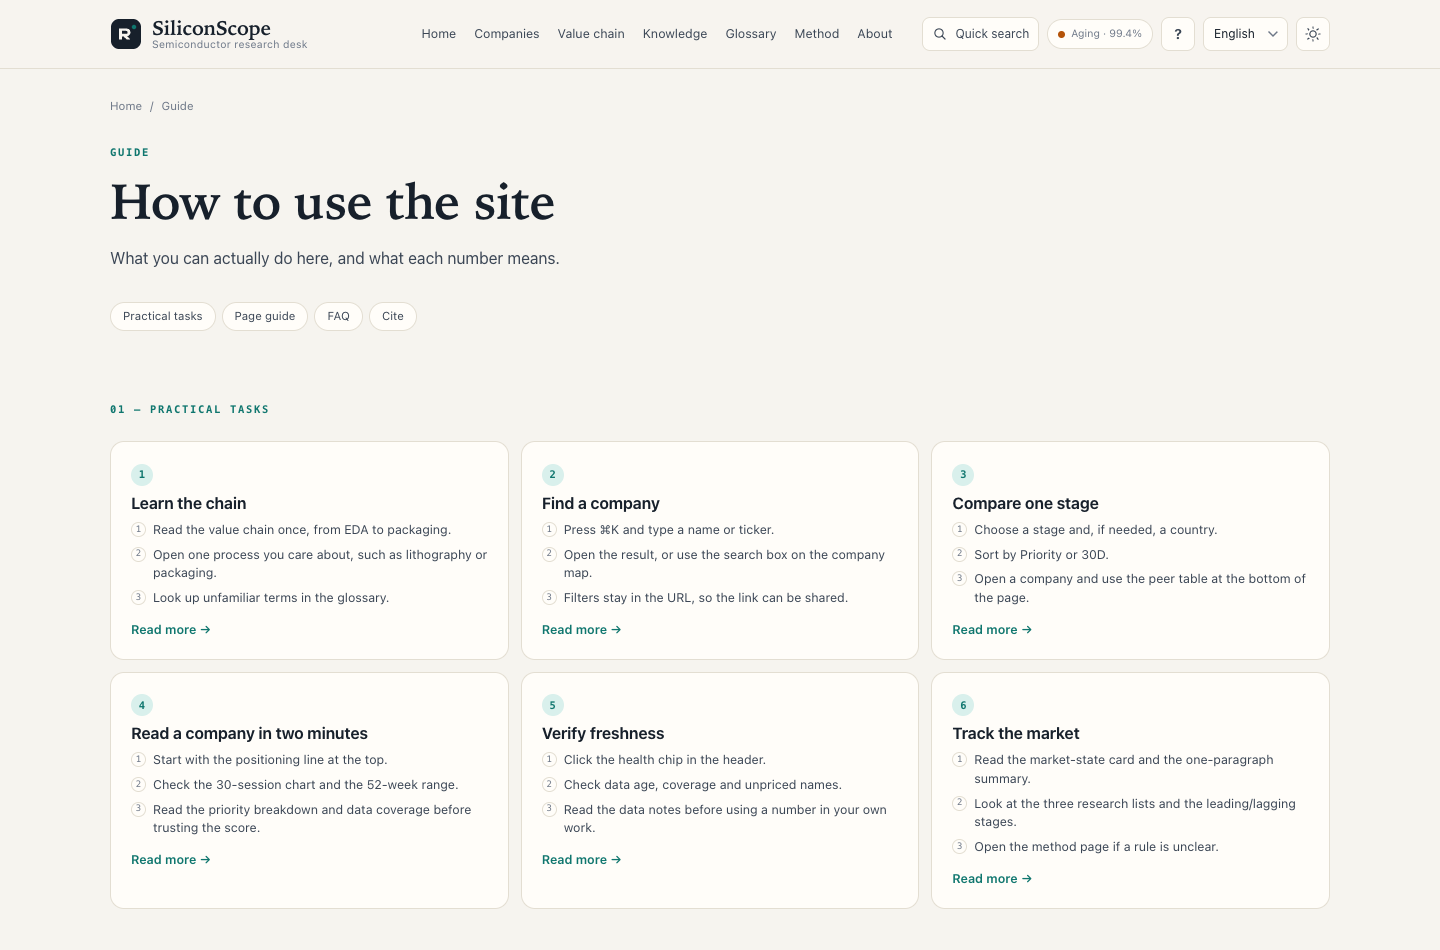 R
SiliconScope
Semiconductor research desk
Home
Companies
Value chain
Knowledge
Glossary
Method
About
Quick search
Aging · 99.4%
?
English
Home / Guide
GUIDE
How to use the site
What you can actually do here, and what each number means.
Practical tasks
Page guide
FAQ
Cite
01 — PRACTICAL TASKS
1
Learn the chain
1 Read the value chain once, from EDA to packaging.
2 Open one process you care about, such as lithography or
packaging.
3 Look up unfamiliar terms in the glossary.
Read more →
2
Find a company
1 Press ⌘K and type a name or ticker.
2 Open the result, or use the search box on the company
map.
3 Filters stay in the URL, so the link can be shared.
Read more →
3
Compare one stage
1 Choose a stage and, if needed, a country.
2 Sort by Priority or 30D.
3 Open a company and use the peer table at the bottom of
the page.
Read more →
4
Read a company in two minutes
1 Start with the positioning line at the top.
2 Check the 30-session chart and the 52-week range.
3 Read the priority breakdown and data coverage before
trusting the score.
Read more →
5
Verify freshness
1 Click the health chip in the header.
2 Check data age, coverage and unpriced names.
3 Read the data notes before using a number in your own
work.
Read more →
6
Track the market
1 Read the market-state card and the one-paragraph
summary.
2 Look at the three research lists and the leading/lagging
stages.
3 Open the method page if a rule is unclear.
Read more →